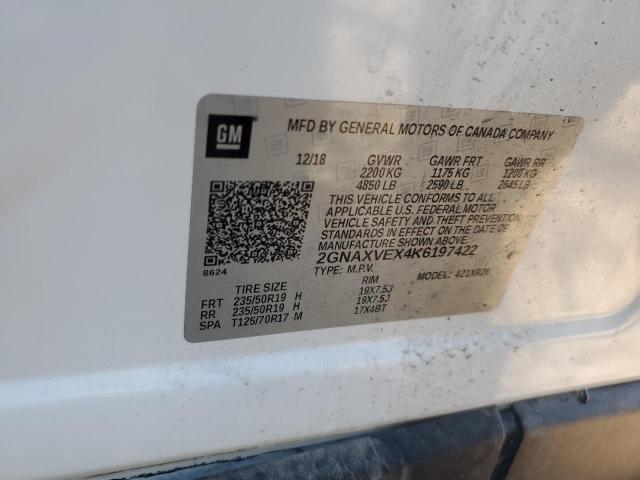 GM
MFD BY GENERAL MOTORS OF CANADA COMPANY
12/18 GVWR GAWR FRT GAWR RR
2200 KG 1175 KG 1200 KG
4850 LB 2590 LB 2645 LB
THIS VEHICLE CONFORMS TO ALL
APPLICABLE U.S. FEDERAL MOTOR
VEHICLE SAFETY AND THEFT PREVENTION
STANDARDS IN EFFECT ON THE DATE OF
MANUFACTURE SHOWN ABOVE.
2GNAXVEX4K6197422
8624
TYPE: M.P.V. MODEL: 421XR26
TIRE SIZE RIM
FRT 235/50R19 H 19X7.5J
RR 235/50R19 H 19X7.5J
SPA T125/70R17 M 17X4BT